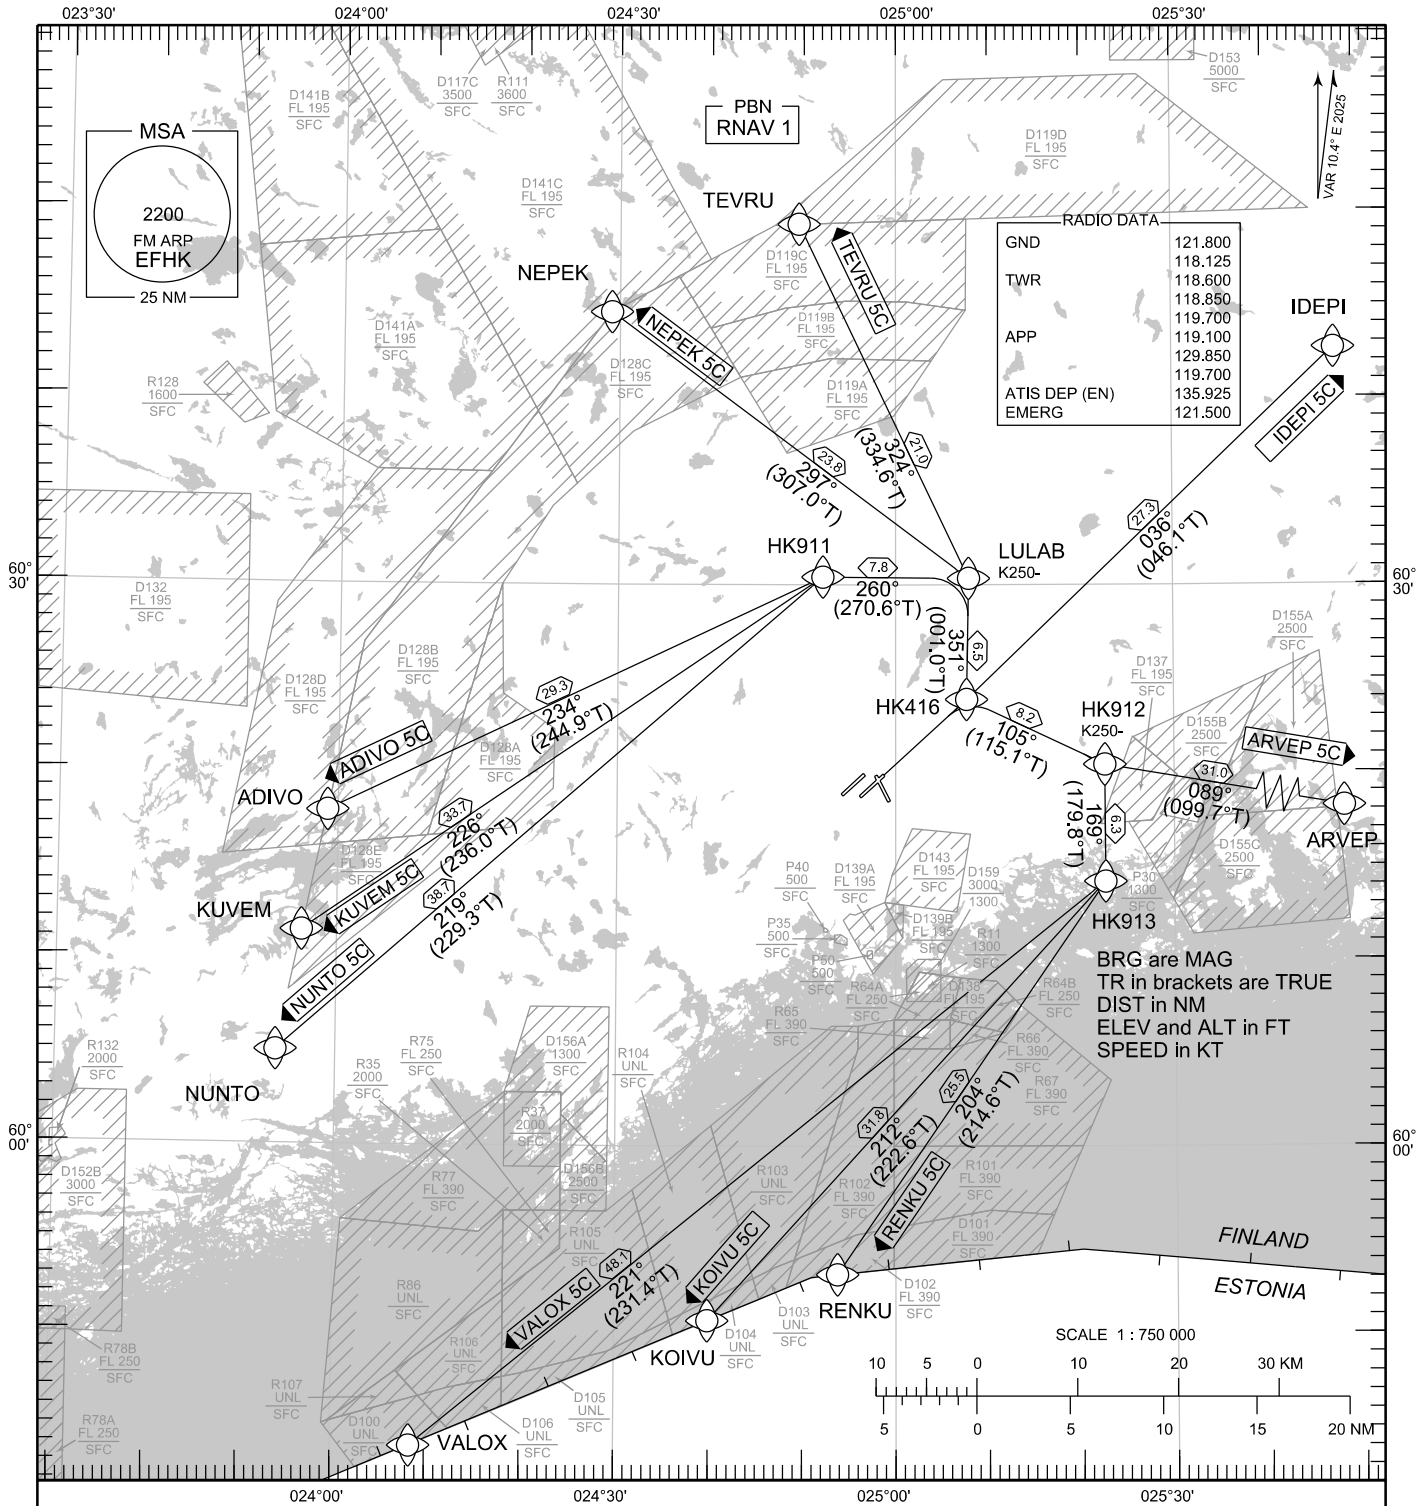 023°30'
024°00'
024°30'
025°00'
025°30'
MSA
2200
FM ARP
EFHK
25 NM
D141B
FL 195
SFC
D117C
3500
SFC
R111
3600
SFC
PBN
RNAV 1
D153
5000
SFC
VAR 10.4° E 2025
D119D
FL 195
SFC
D141C
FL 195
SFC
TEVRU
RADIO DATA
GND 121.800
118.125
TWR 118.600
118.850
119.700
APP 119.100
129.850
119.700
ATIS DEP (EN) 135.925
EMERG 121.500
NEPEK
D119C
FL 195
SFC
TEVRU 5C
IDEPI
D141A
FL 195
SFC
NEPEK 5C
D119B
FL 195
SFC
D128C
FL 195
SFC
R128
1600
SFC
D119A
FL 195
SFC
IDEPI 5C
23.8
297°
(307.0°T)
21.0
324°
(334.6°T)
27.3
036°
(046.1°T)
HK911
LULAB
K250-
60°
30'
60°
30'
7.8
260°
(270.6°T)
D132
FL 195
SFC
6.5
351°
(001.0°T)
D155A
2500
SFC
D128B
FL 195
SFC
D137
FL 195
SFC
D128D
FL 195
SFC
29.3
234°
(244.9°T)
HK416
8.2
105°
(115.1°T)
HK912
K250-
D155B
2500
SFC
ADIVO 5C
D128A
FL 195
SFC
ARVEP 5C
31.0
089°
(099.7°T)
ADIVO
33.7
226°
(236.0°T)
6.3
169°
(179.8°T)
ARVEP
D128E
FL 195
SFC
D155C
2500
SFC
P40
500
SFC
D139A
FL 195
SFC
D143
FL 195
SFC
D159
3000
1300
P30
1300
SFC
KUVEM 5C
38.7
219°
(229.3°T)
KUVEM
P35
500
SFC
D139B
FL 195
SFC
R11
1300
SFC
HK913
NUNTO 5C
P50
500
SFC
BRG are MAG
TR in brackets are TRUE
DIST in NM
ELEV and ALT in FT
SPEED in KT
R64A
FL 250
SFC
D138
FL 195
SFC
R64B
FL 250
SFC
R65
FL 390
SFC
NUNTO
R132
2000
SFC
R75
FL 250
SFC
R35
2000
SFC
D156A
1300
SFC
R104
UNL
SFC
R66
FL 390
SFC
R67
FL 390
SFC
25.5
204°
(214.6°T)
31.8
212°
(222.6°T)
R37
2000
SFC
60°
00'
60°
00'
D152B
3000
SFC
R77
FL 390
SFC
D156B
2500
SFC
R103
UNL
SFC
R102
FL 390
SFC
R101
FL 390
SFC
RENKU 5C
R105
UNL
SFC
D101
FL 390
SFC
FINLAND
ESTONIA
48.1
221°
(231.4°T)
KOIVU 5C
R86
UNL
SFC
VALOX 5C
D102
FL 390
SFC
RENKU
D103
UNL
SFC
R78B
FL 250
SFC
R106
UNL
SFC
D104
UNL
SFC
KOIVU
SCALE 1 : 750 000
10 5 0 10 20 30 KM
5 0 5 10 15 20 NM
R107
UNL
SFC
D105
UNL
SFC
R78A
FL 250
SFC
D100
UNL
SFC
D106
UNL
SFC
VALOX
024°00'
024°30'
025°00'
025°30'